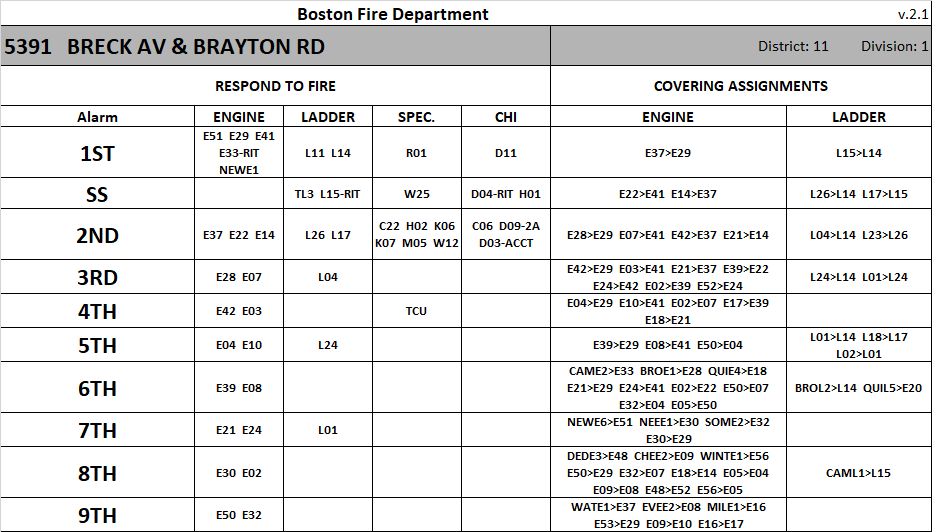 Boston Fire Department v.2.1
5391 BRECK AV & BRAYTON RD District: 11 Division: 1
RESPOND TO FIRE COVERING ASSIGNMENTS
Alarm ENGINE LADDER SPEC. CHI ENGINE LADDER
E51 E29 E41
1ST E33-RIT L11 L14 R01 D11 E37>E29 L15>L14
NEWE1
SS TL3 L15-RIT W25 D04-RIT H01 E22>E41 E14>E37 L26>L14 L17>L15
C22 H02 K06 C06 D09-2A
2ND E37 E22 E14 L26 L17 E28>E29 E07>E41 E42>E37 E21>E14 L04>L14 L23>L26
K07 M05 W12 D03-ACCT
E42>E29 E03>E41 E21>E37 E39>E22
3RD E28 E07 L04 L24>L14 L01>L24
E24>E42 E02>E39 E52>E24
E04>E29 E10>E41 E02>E07 E17>E39
4TH E42 E03 TCU
E18>E21
L01>L14 L18>L17
5TH E04 E10 L24 E39>E29 E08>E41 E50>E04
L02>L01
CAME2>E33 BROE1>E28 QUIE4>E18
6TH E39 E08 E21>E29 E24>E41 E02>E22 E50>E07 BROL2>L14 QUIL5>E20
E32>E04 E05>E50
NEWE6>E51 NEEE1>E30 SOME2>E32
7TH E21 E24 L01
E30>E29
DEDE3>E48 CHEE2>E09 WINTE1>E56
8TH E30 E02 E50>E29 E32>E07 E18>E14 E05>E04 CAML1>L15
E09>E08 E48>E52 E56>E05
WATE1>E37 EVEE2>E08 MILE1>E16
9TH E50 E32
E53>E29 E09>E10 E16>E17